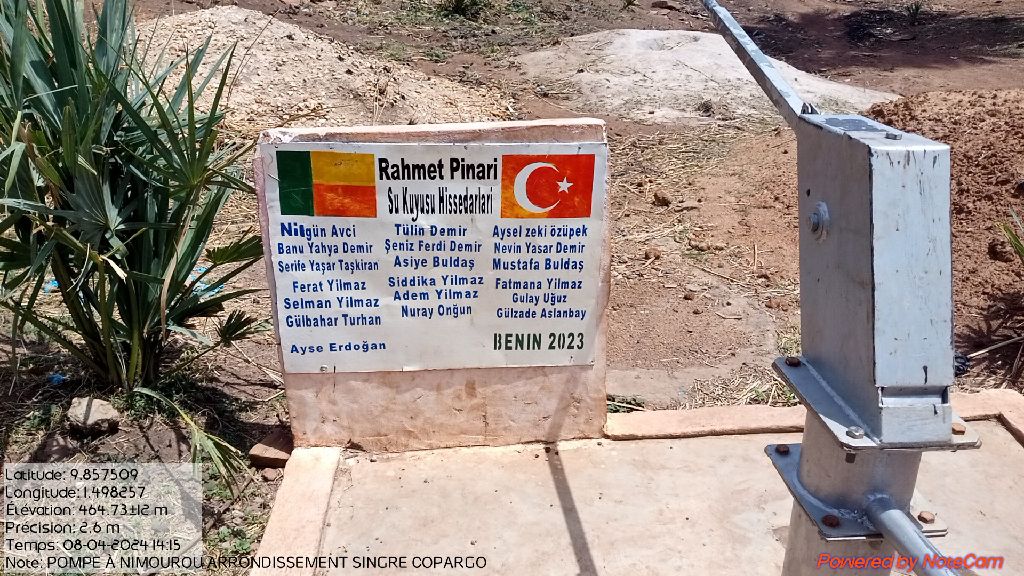 Rahmet Pinari
Su Kuyusu Hissedarlari
Nilgün Avci
Banu Yahya Demir
Şerife Yaşar Taşkiran
Ferat Yilmaz
Selman Yilmaz
Gülbahar Turhan
Ayse Erdoğan
Tülin Demir
Şeniz Ferdi Demir
Asiye Buldaş
Siddika Yilmaz
Adem Yilmaz
Nuray Onğun
Aysel zeki özüpek
Nevin Yasar Demir
Mustafa Buldaş
Fatmana Yilmaz
Gulay Uğuz
Gülzade Aslanbay
BENIN 2023
Latitude: 9.857509
Longitude: 1.498257
Élévation: 464.73±12 m
Précision: 2.6 m
Temps: 08-04-2024 14:15
Note: POMPE À NIMOUROU ARRONDISSEMENT SINGRE COPARGO
Powered by NoteCam